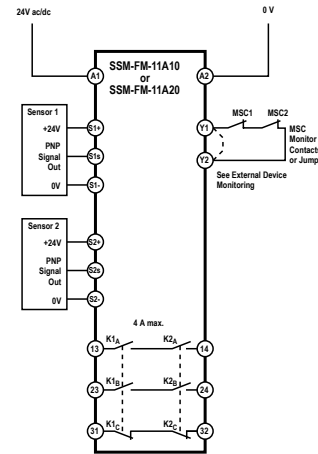 24V ac/dc
0 V
A1
SSM-FM-11A10
or
SSM-FM-11A20
A2
Sensor 1
+24V
PNP
Signal
Out
0V
S1+
S1s
S1-
Y1
Y2
MSC1
MSC2
MSC
Monitor
Contacts
or Jump
See External Device
Monitoring
Sensor 2
+24V
PNP
Signal
Out
0V
S2+
S2s
S2-
4 A max.
13
K1A
K2A
14
23
K1B
K2B
24
31
K1C
K2C
32